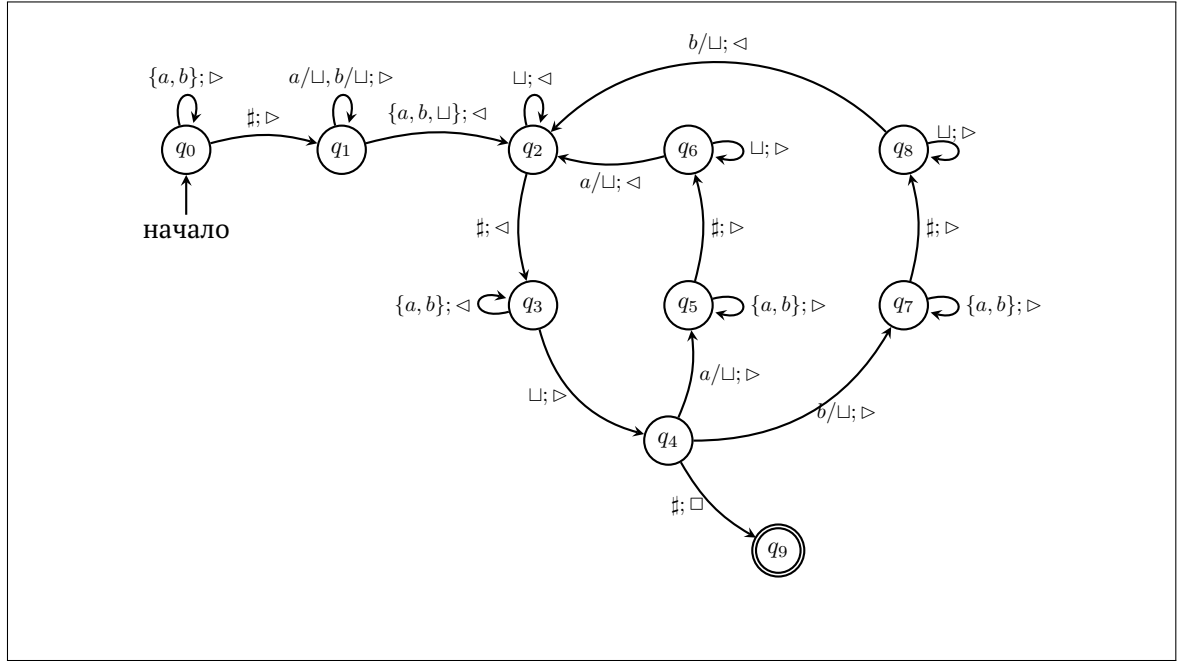 b/⊔; ◁
{a, b}; ▷
a/⊔, b/⊔; ▷
⊔; ◁
♯; ▷
{a, b, ⊔}; ◁
⊔; ▷
⊔; ▷
q₀
q₁
q₂
q₆
q₈
a/⊔; ◁
начало
♯; ◁
♯; ▷
♯; ▷
{a, b}; ◁
q₃
q₅
{a, b}; ▷
q₇
{a, b}; ▷
a/⊔; ▷
⊔; ▷
b/⊔; ▷
q₄
♯; □
q₉